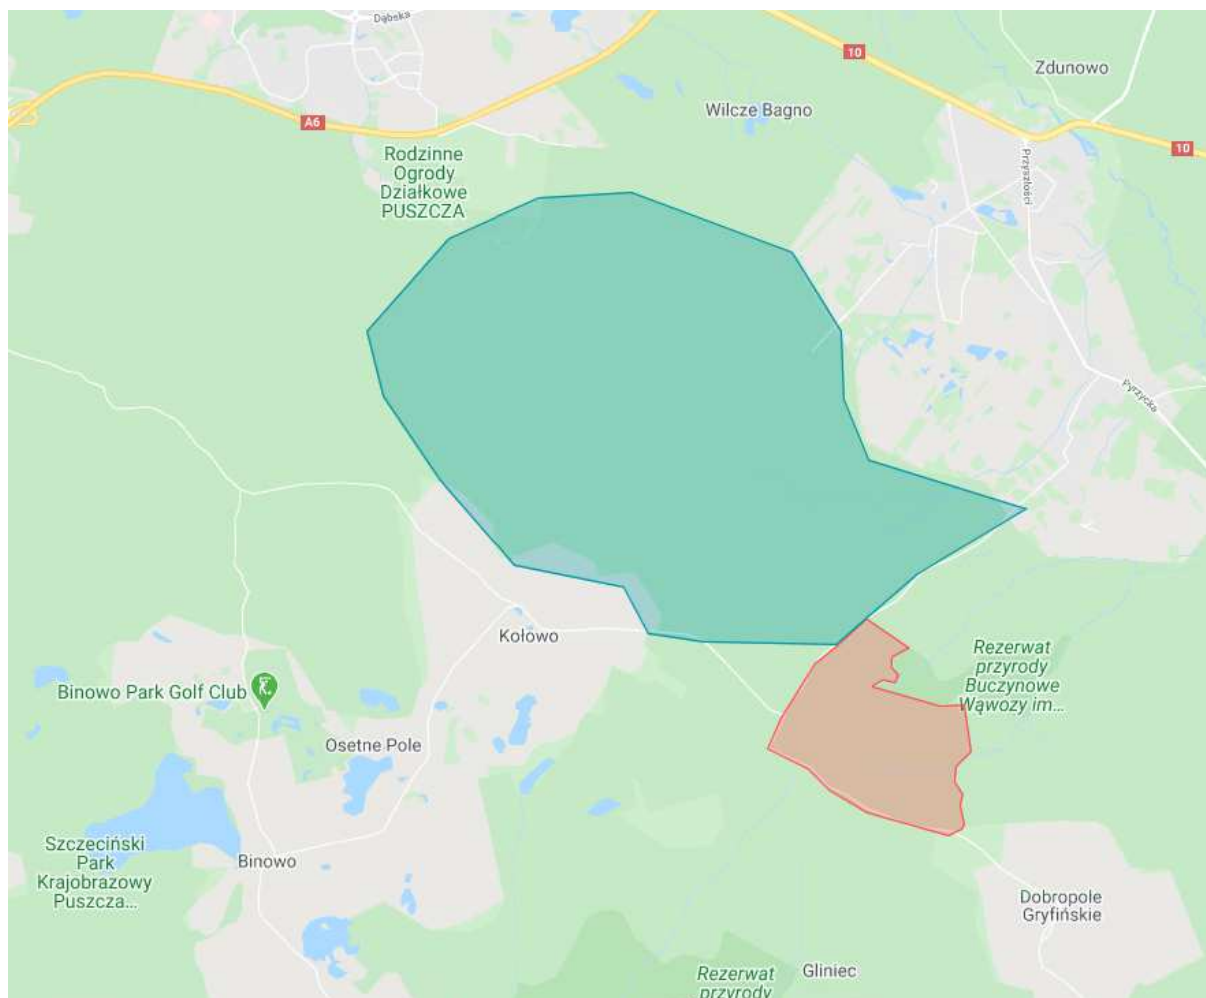 Dąbska
10
Zdunowo
Wilcze Bagno
A6
10
Przyszłości
Rodzinne
Ogrody
Działkowe
PUSZCZA
Pyrzycka
Kołowo
Rezerwat
przyrody
Buczynowe
Wąwozy im...
Binowo Park Golf Club
Osetne Pole
Szczeciński
Park
Krajobrazowy
Puszcza...
Binowo
Dobropole
Gryfińskie
Gliniec
Rezerwat
przyrody